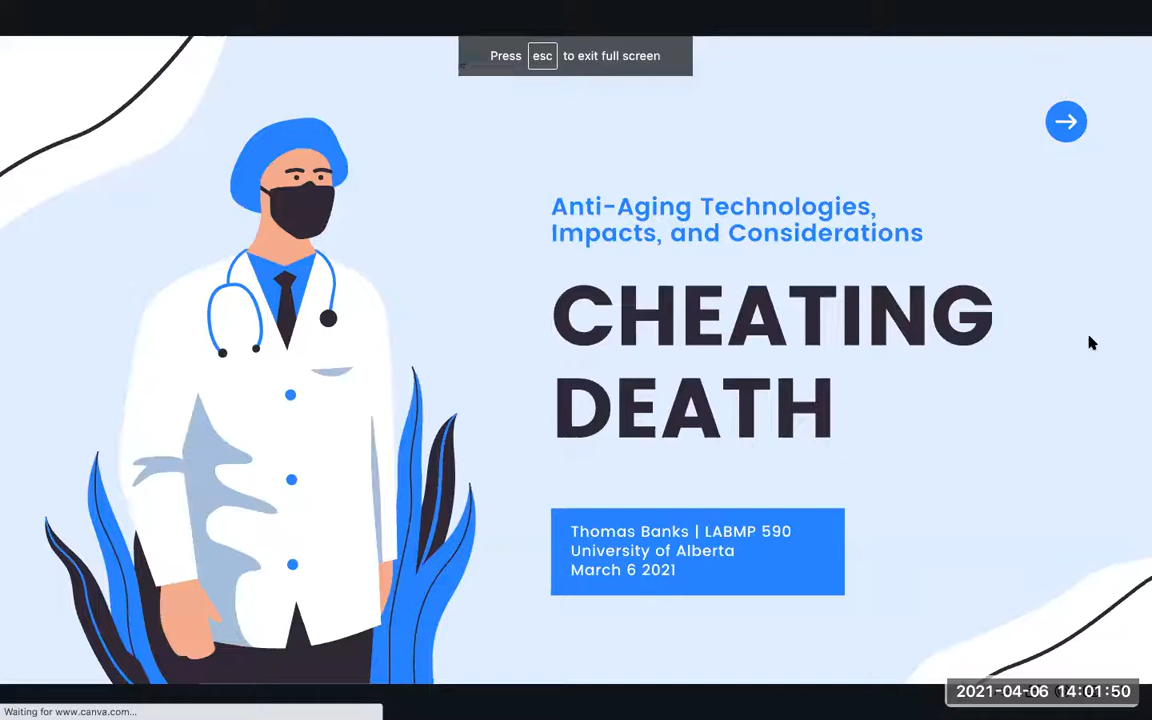 Press esc to exit full screen
Anti-Aging Technologies,
Impacts, and Considerations
CHEATING
DEATH
Thomas Banks | LABMP 590
University of Alberta
March 6 2021
2021-04-06 14:01:50
Waiting for www.canva.com...